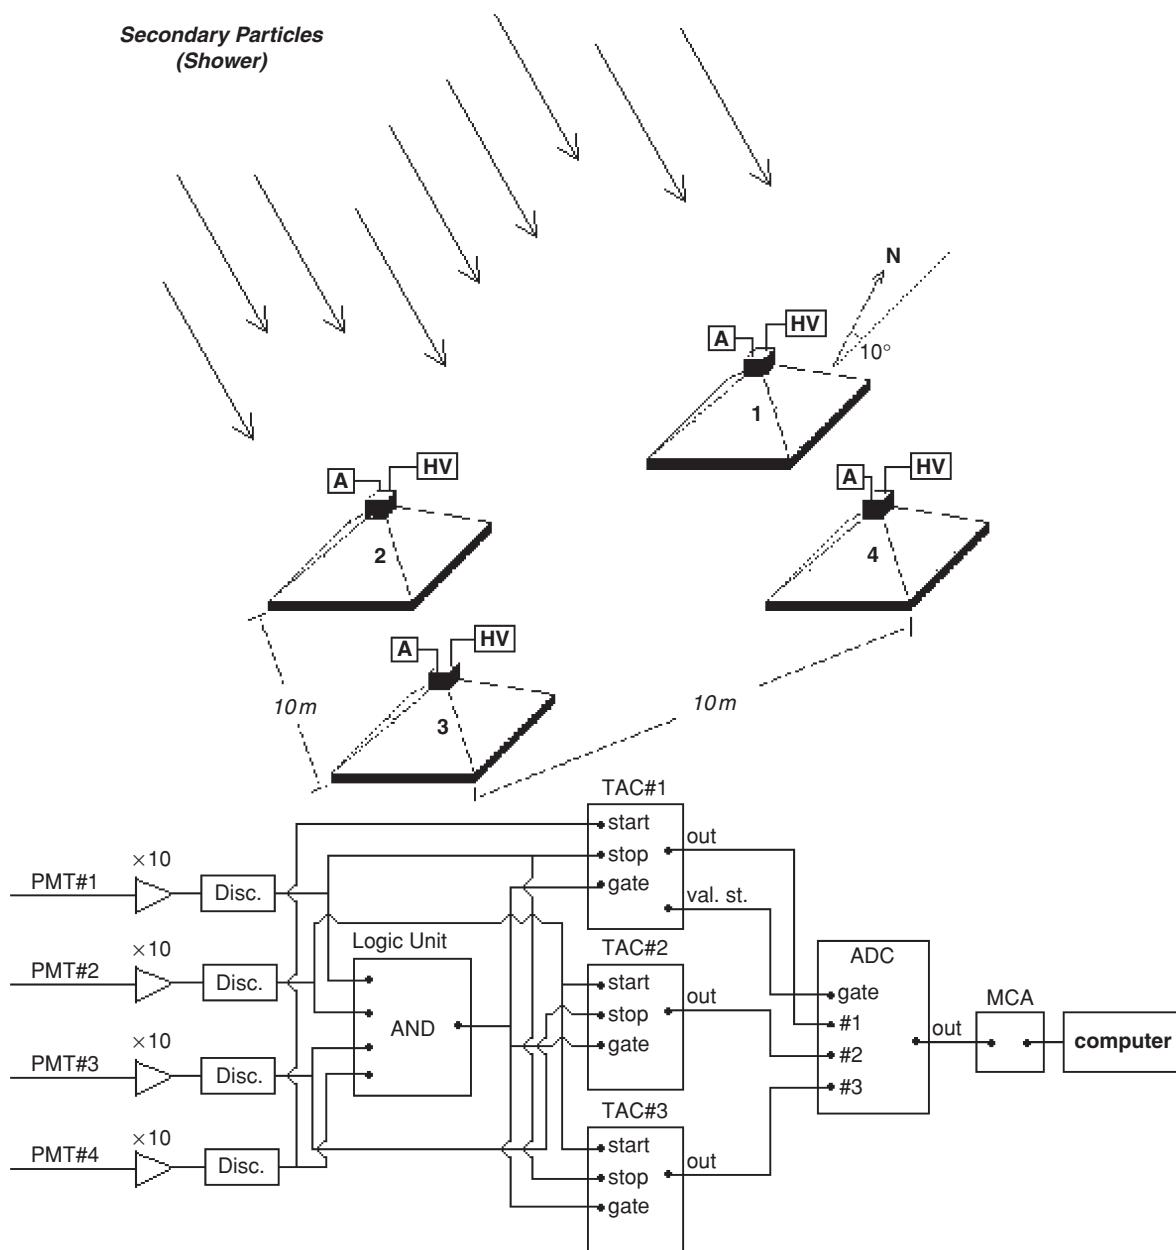 Secondary Particles
(Shower)
N
10°
A
HV
1
A
HV
2
A
HV
4
A
HV
3
10 m
10 m
TAC#1
start
stop
gate
out
val. st.
×10
PMT#1
Disc.
×10
PMT#2
Disc.
×10
PMT#3
Disc.
×10
PMT#4
Disc.
Logic Unit
AND
TAC#2
start
stop
gate
out
TAC#3
start
stop
gate
out
ADC
gate
#1
#2
#3
out
MCA
computer